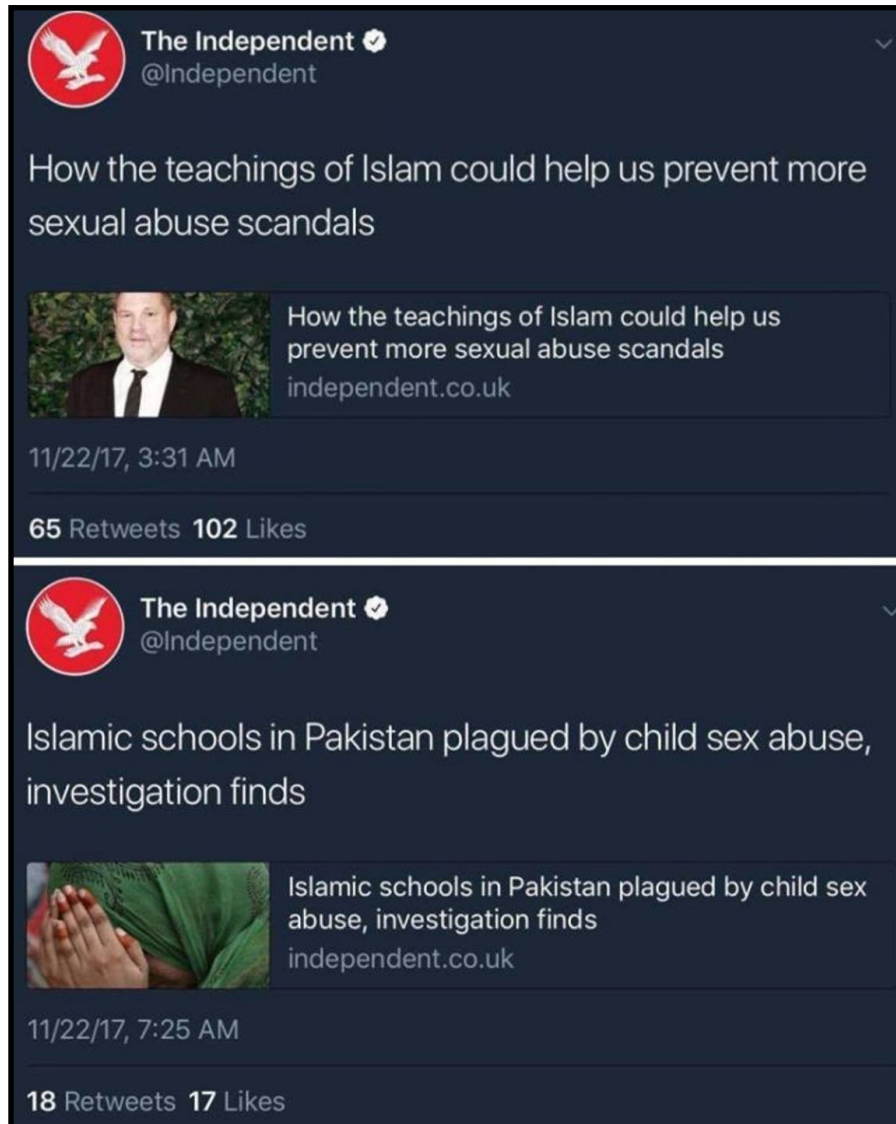 The Independent
@Independent
How the teachings of Islam could help us prevent more
sexual abuse scandals
How the teachings of Islam could help us
prevent more sexual abuse scandals
independent.co.uk
11/22/17, 3:31 AM
65 Retweets 102 Likes
The Independent
@Independent
Islamic schools in Pakistan plagued by child sex abuse,
investigation finds
Islamic schools in Pakistan plagued by child sex
abuse, investigation finds
independent.co.uk
11/22/17, 7:25 AM
18 Retweets 17 Likes